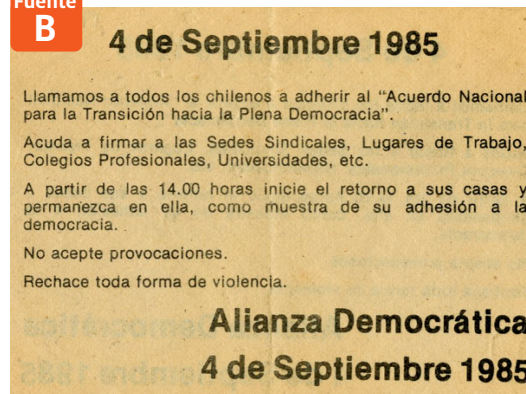 Fuente
B
4 de Septiembre 1985
Llamamos a todos los chilenos a adherir al "Acuerdo Nacional
para la Transición hacia la Plena Democracia".
Acuda a firmar a las Sedes Sindicales, Lugares de Trabajo,
Colegios Profesionales, Universidades, etc.
A partir de las 14.00 horas inicie el retorno a sus casas y
permanezca en ella, como muestra de su adhesión a la
democracia.
No acepte provocaciones.
Rechace toda forma de violencia.
Alianza Democrática
4 de Septiembre 1985